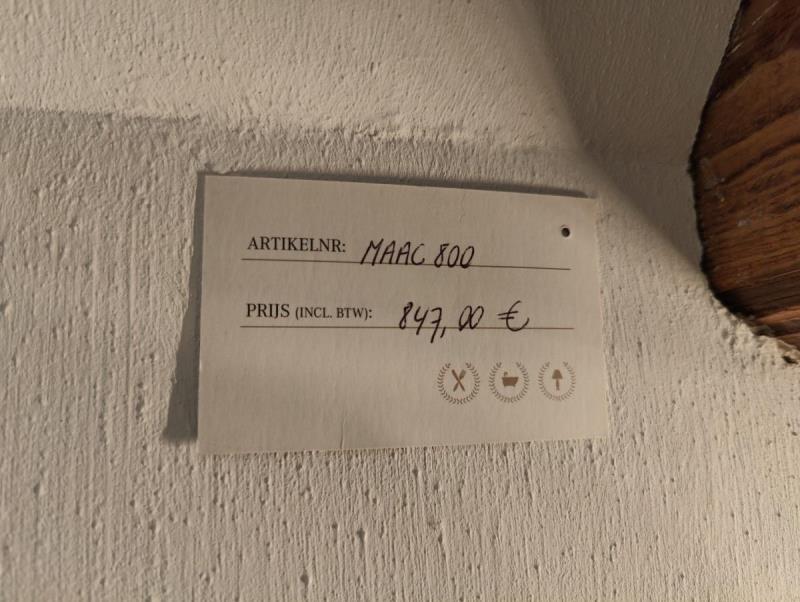 ARTIKELNR: MAAC 800
PRIJS (INCL. BTW): 847,00 €